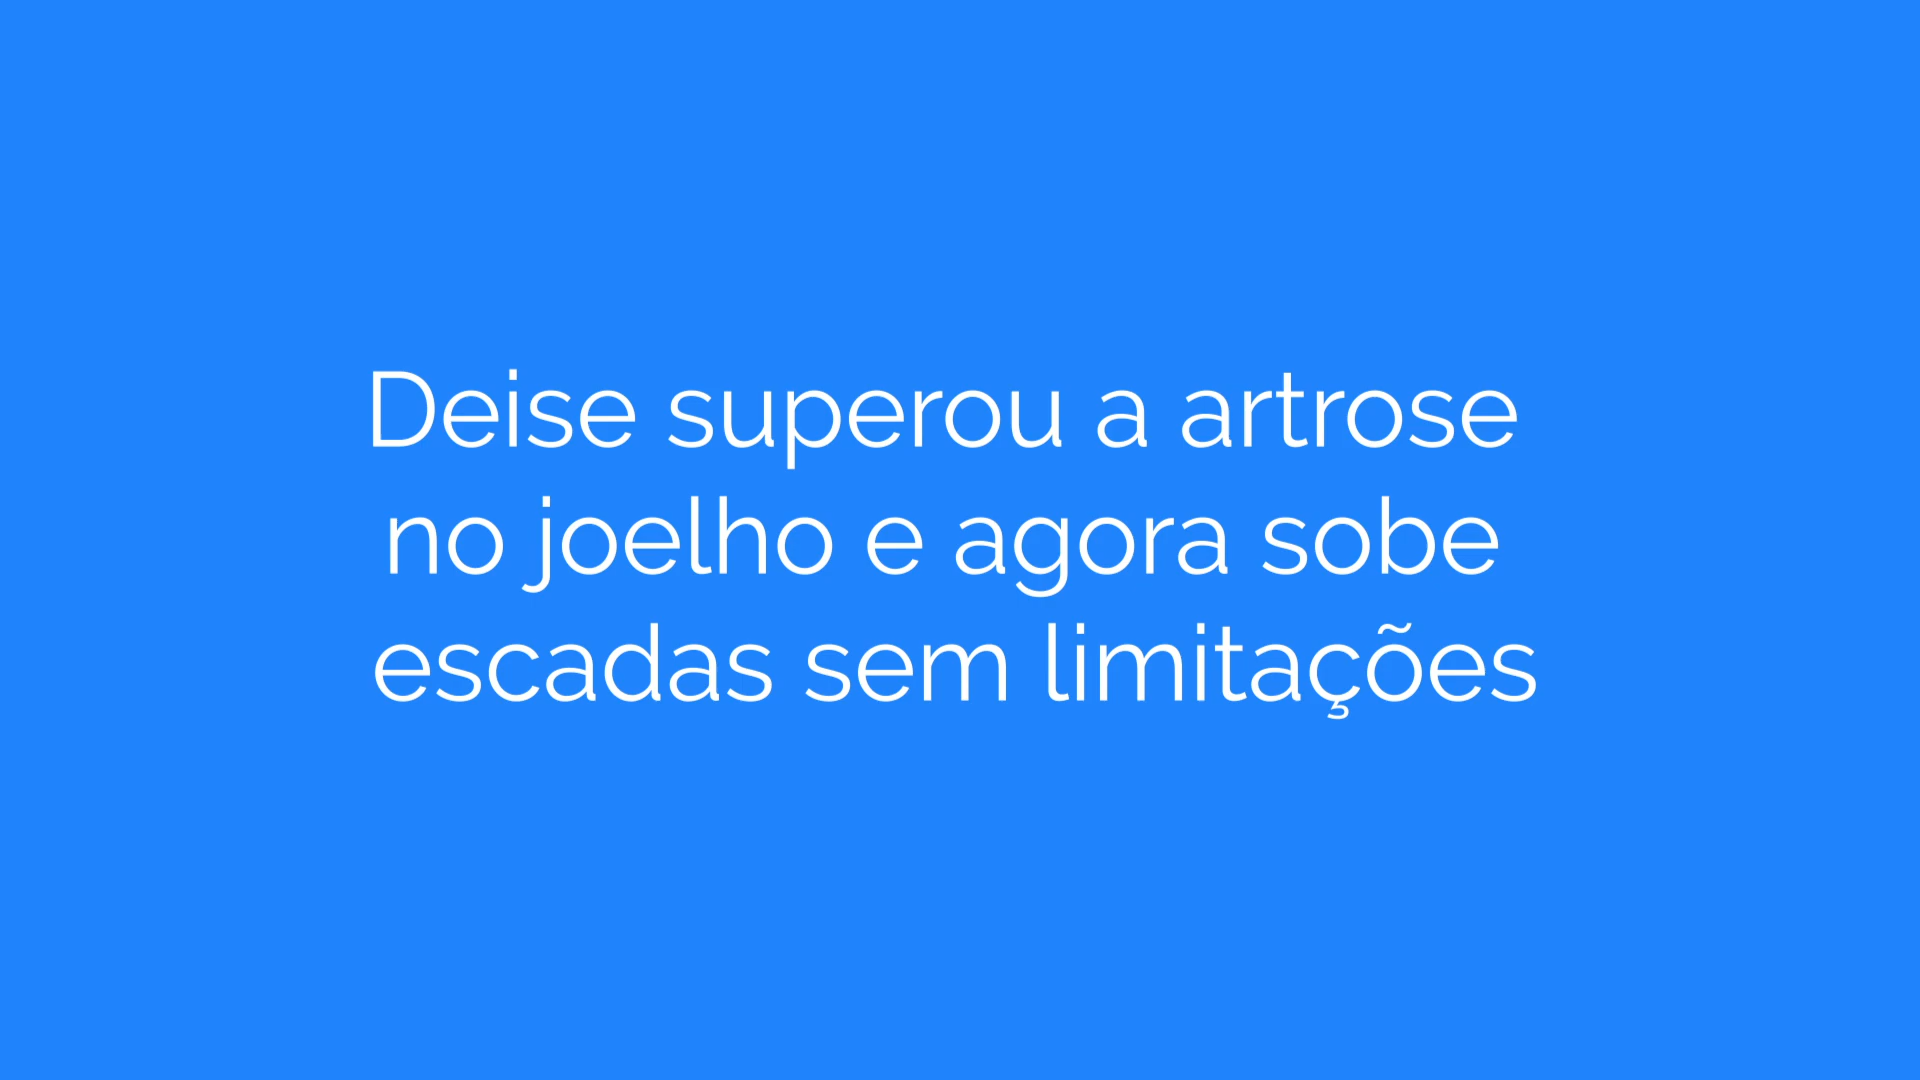 Deise superou a artrose
no joelho e agora sobe
escadas sem limitações